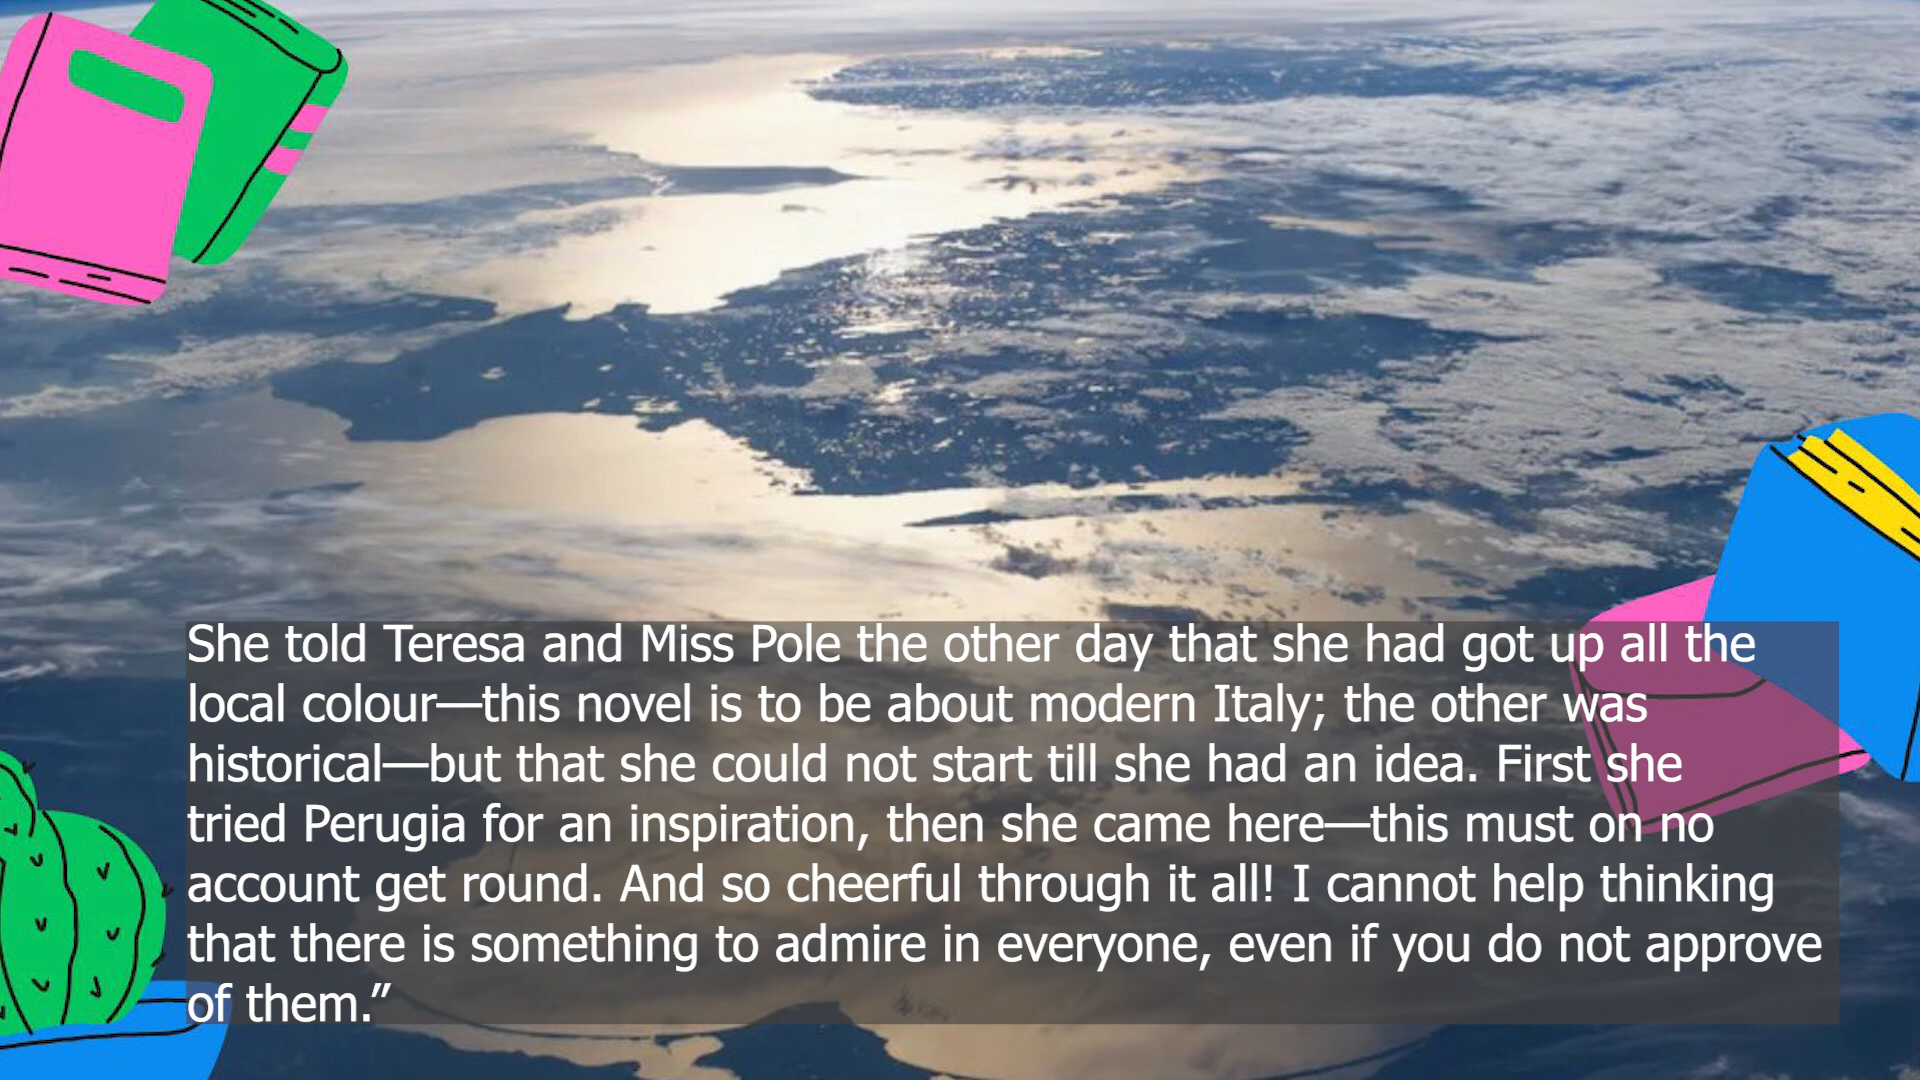 She told Teresa and Miss Pole the other day that she had got up all the
local colour—this novel is to be about modern Italy; the other was
historical—but that she could not start till she had an idea. First she
tried Perugia for an inspiration, then she came here—this must on no
account get round. And so cheerful through it all! I cannot help thinking
that there is something to admire in everyone, even if you do not approve
of them.”